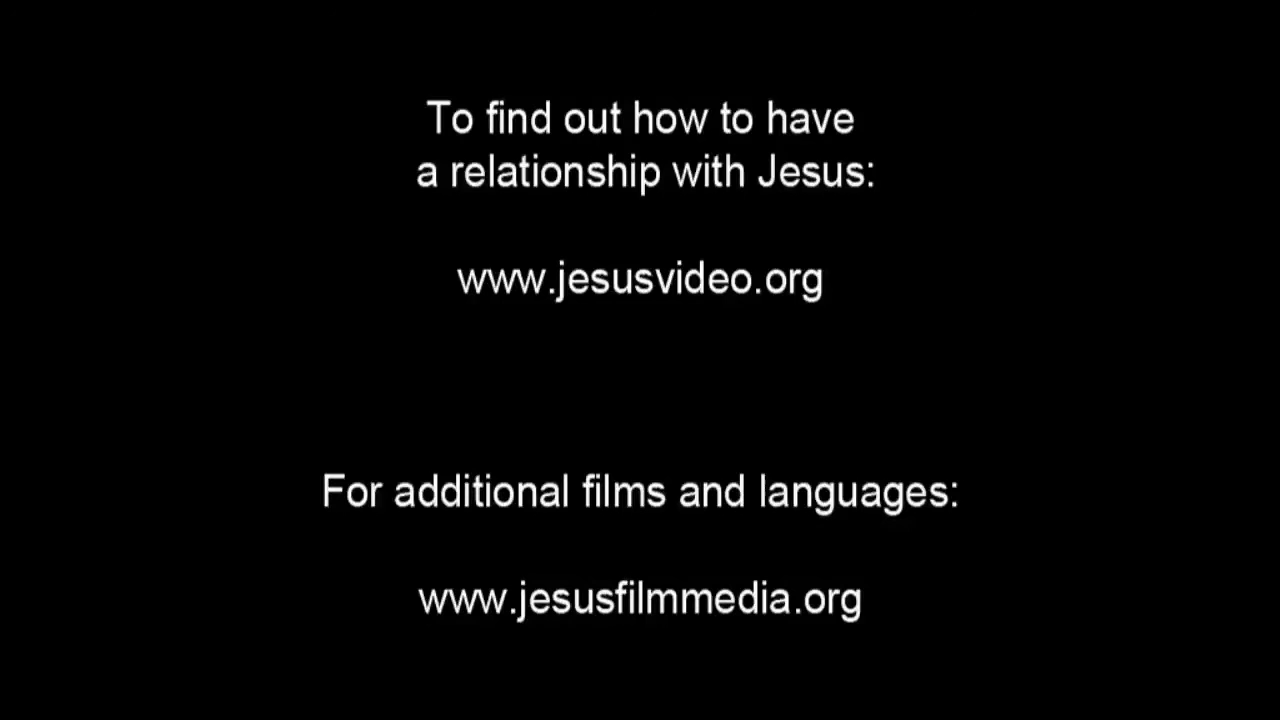 To find out how to have
a relationship with Jesus:
www.jesusvideo.org
For additional films and languages:
www.jesusfilmmedia.org